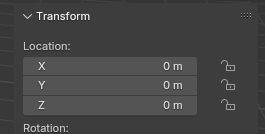 Transform
Location:
X 0 m
Y 0 m
Z 0 m
Rotation: